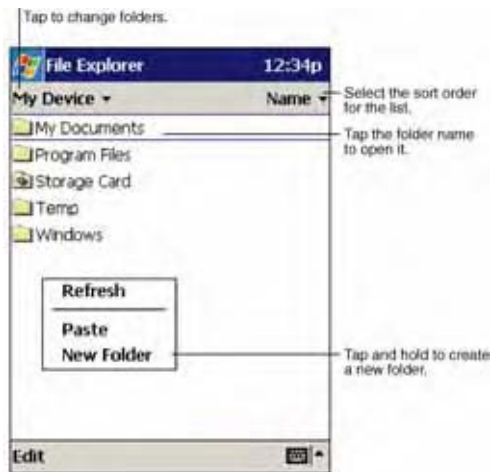 Tap to change folders.
File Explorer 12:34p
My Device Name
Select the sort order
for the list.
My Documents
Tap the folder name
to open it.
Program Files
Storage Card
Temp
Windows
Refresh
Paste
New Folder
Tap and hold to create
a new folder.
Edit